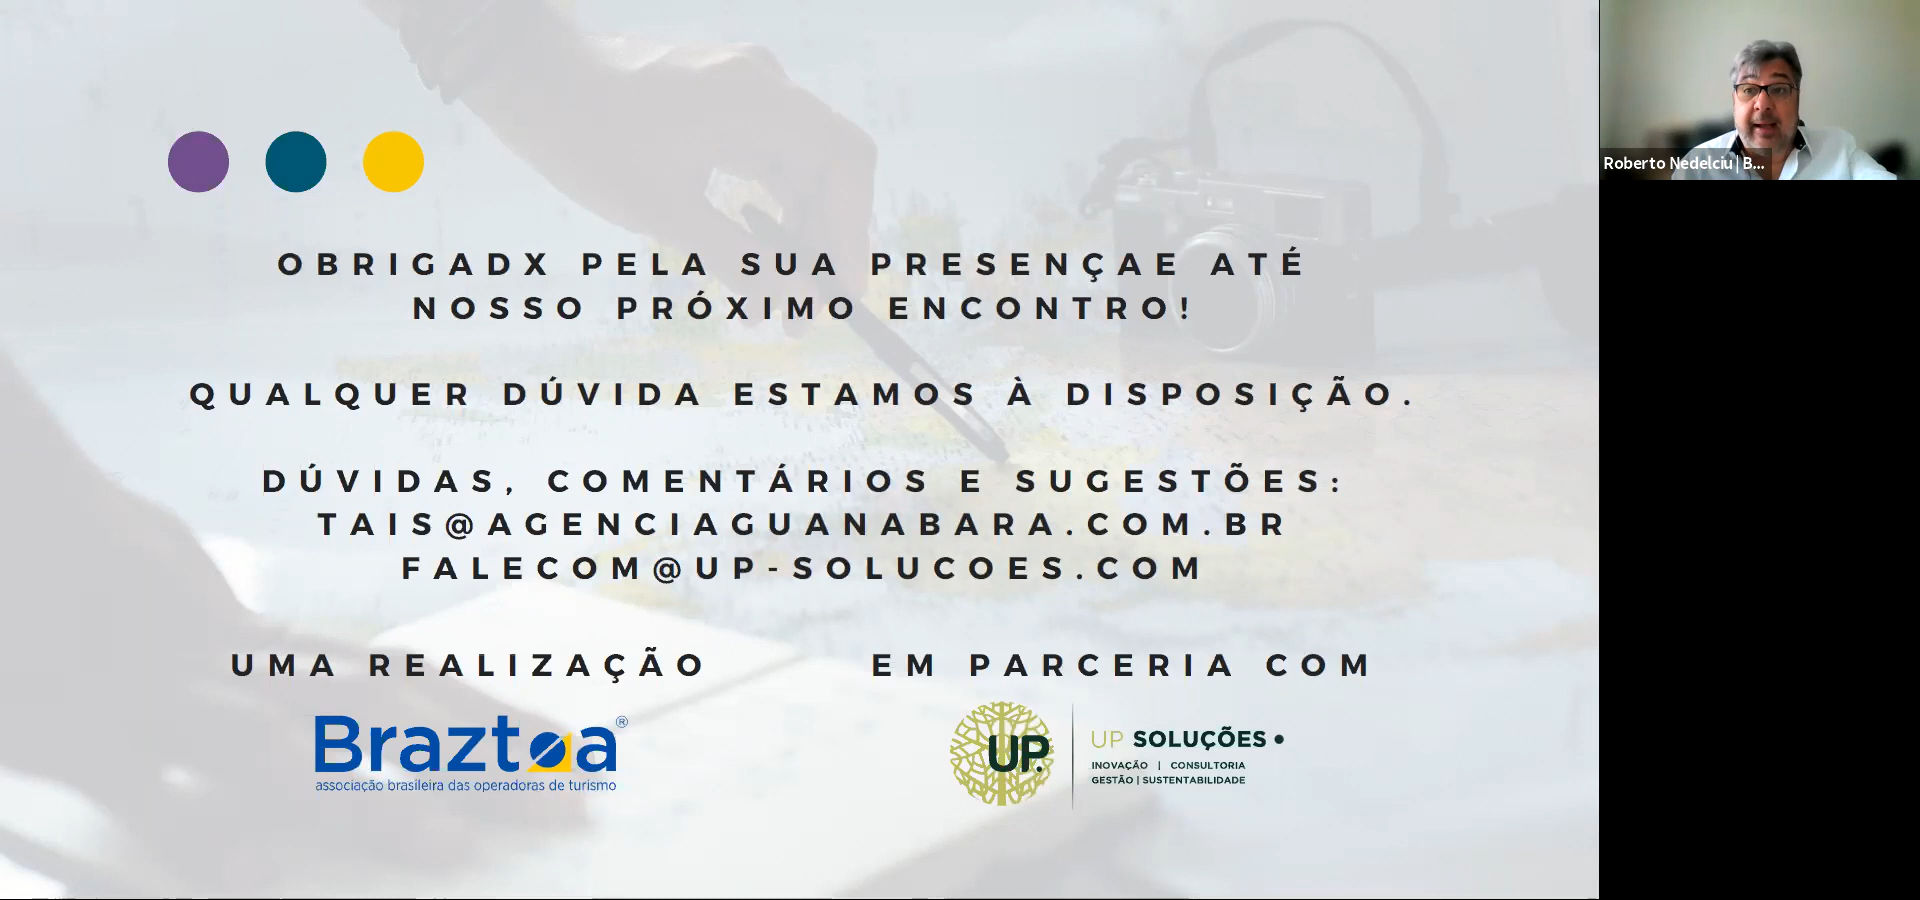 OBRIGADX PELA SUA PRESENÇAE ATÉ
NOSSO PRÓXIMO ENCONTRO!
QUALQUER DÚVIDA ESTAMOS À DISPOSIÇÃO.
DÚVIDAS, COMENTÁRIOS E SUGESTÕES:
TAIS@AGENCIAGUANABARA.COM.BR
FALECOM@UP-SOLUCOES.COM
UMA REALIZAÇÃO
Braztoa®
associação brasileira das operadoras de turismo
EM PARCERIA COM
UP.
UP SOLUÇÕES •
INOVAÇÃO | CONSULTORIA
GESTÃO | SUSTENTABILIDADE
Roberto Nedelciu | B...